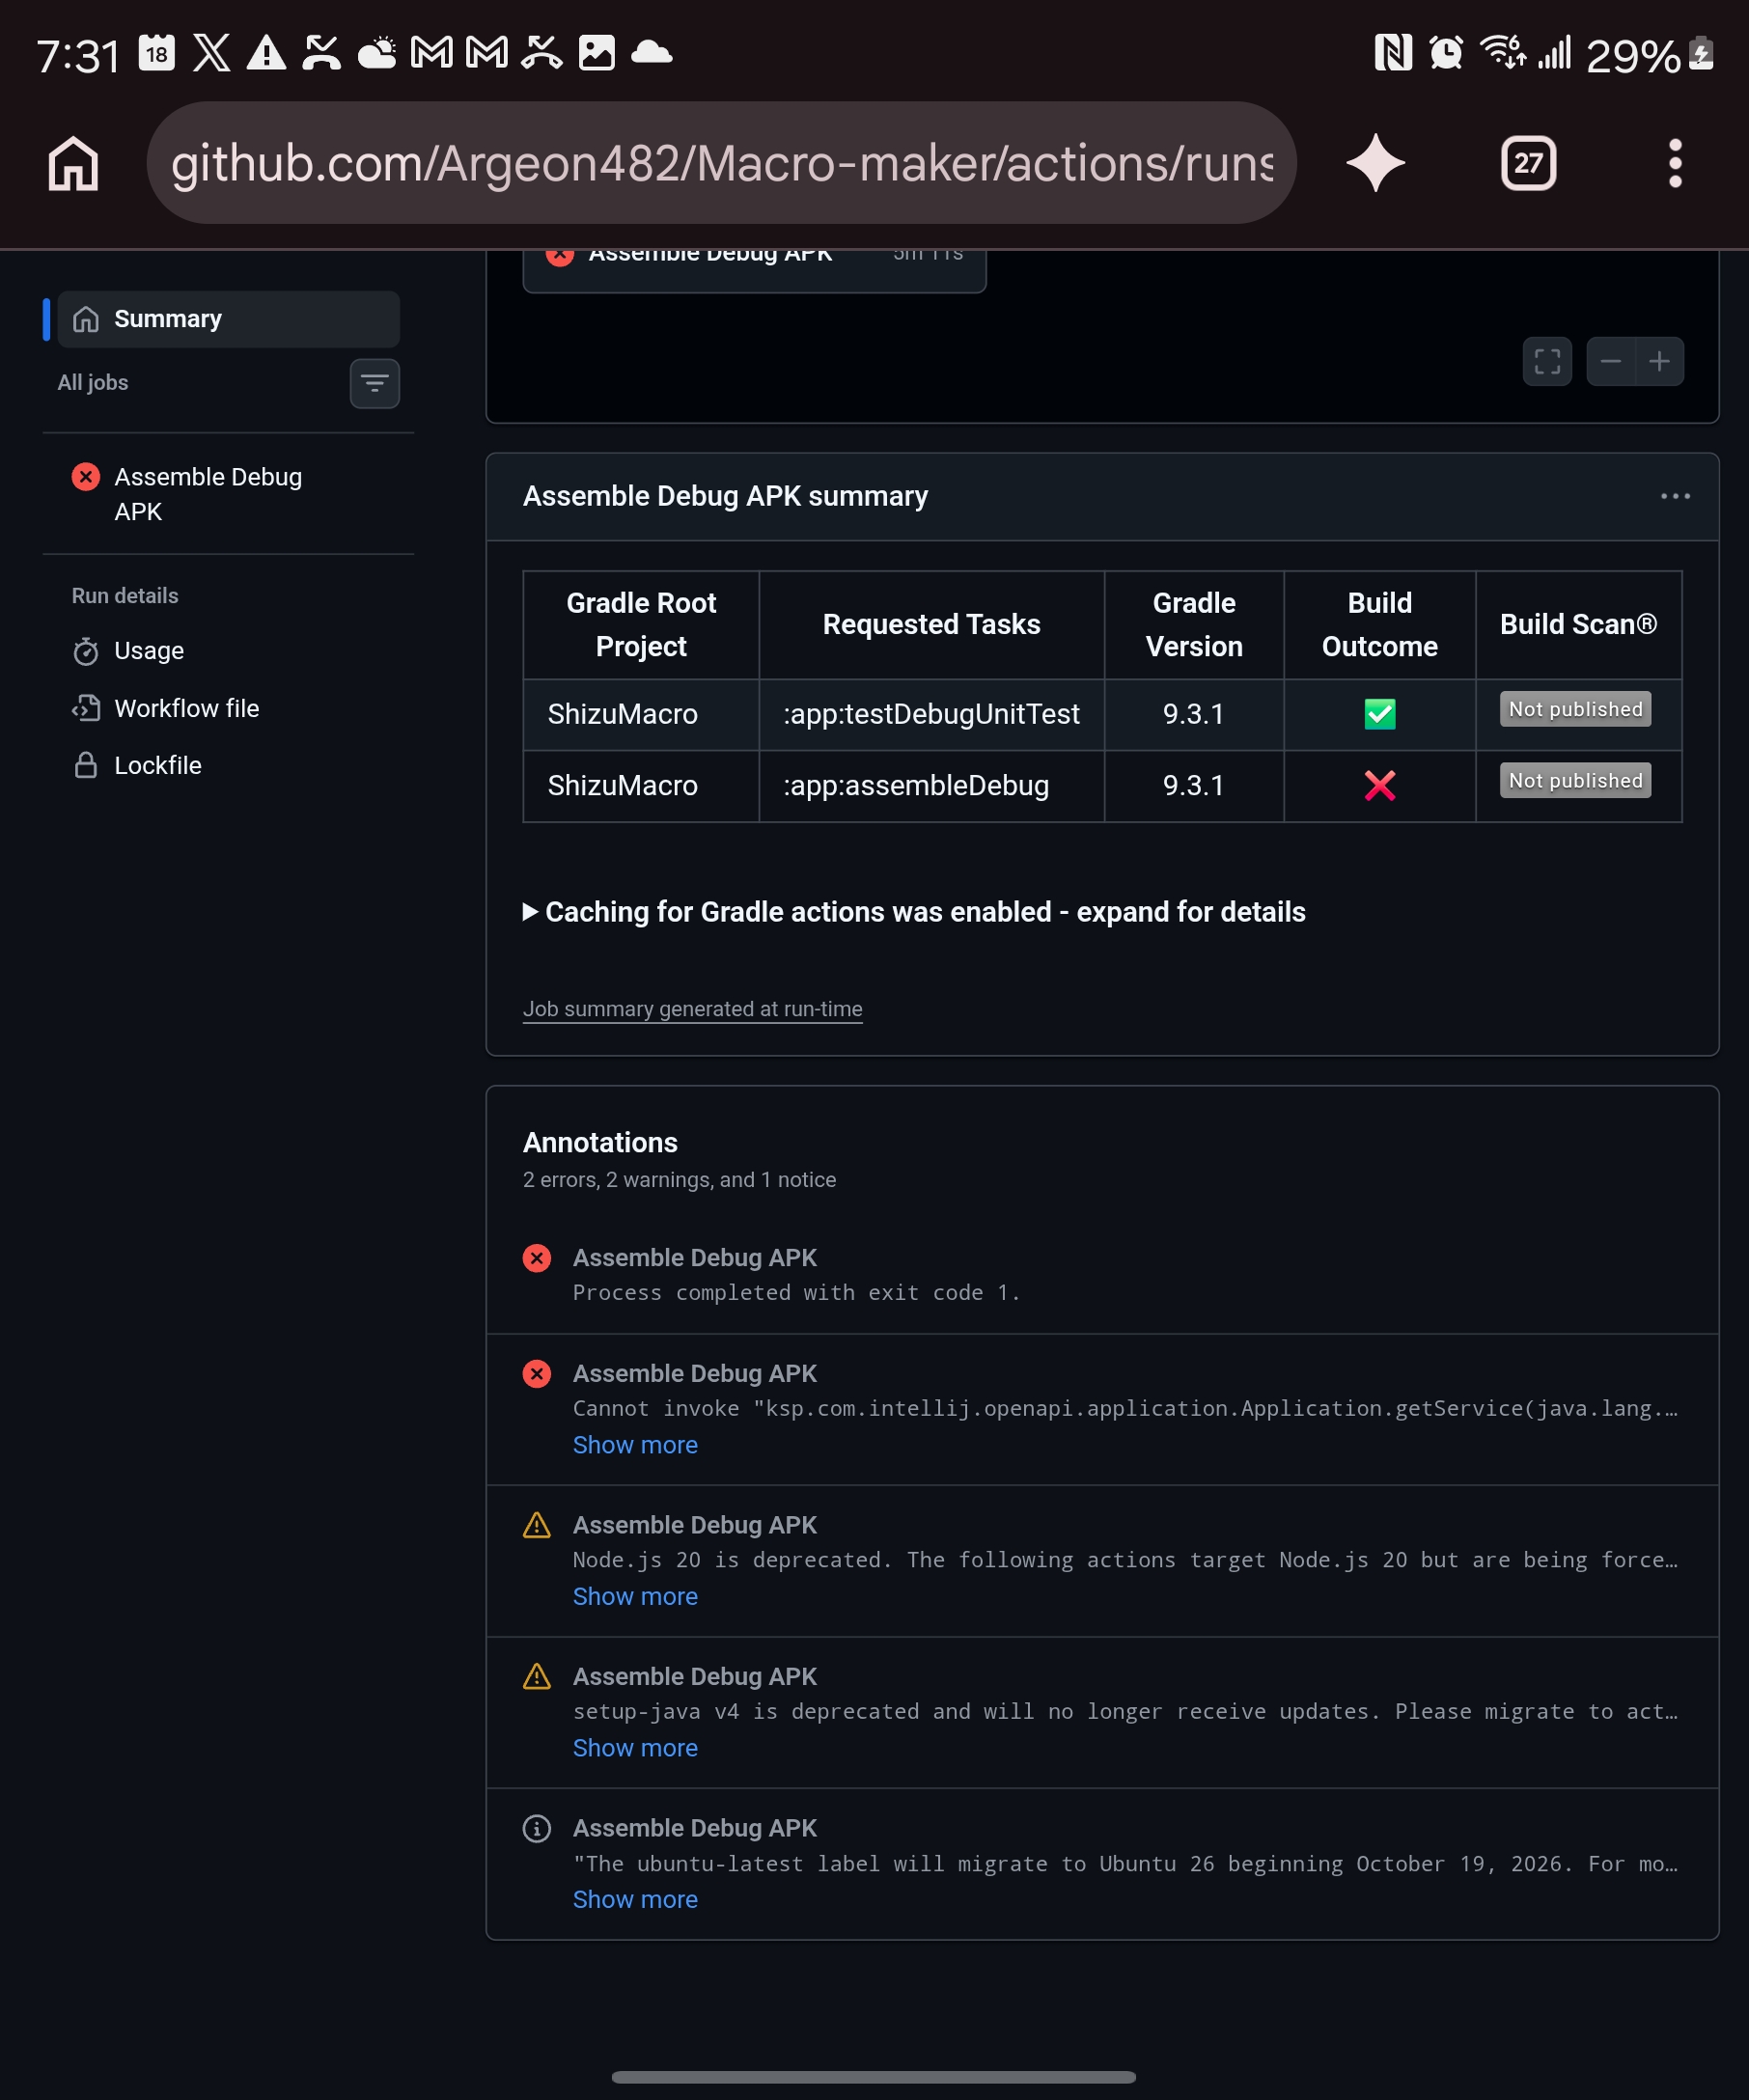 7:31
18
29%
github.com/Argeon482/Macro-maker/actions/runs
27
Assemble Debug APK 5m 11s
Summary
All jobs
Assemble Debug
APK
Run details
Usage
Workflow file
Lockfile
Assemble Debug APK summary
Gradle Root Project Requested Tasks Gradle Version Build Outcome Build Scan®
ShizuMacro :app:testDebugUnitTest 9.3.1 Not published
ShizuMacro :app:assembleDebug 9.3.1 Not published
Caching for Gradle actions was enabled - expand for details
Job summary generated at run-time
Annotations
2 errors, 2 warnings, and 1 notice
Assemble Debug APK
Process completed with exit code 1.
Assemble Debug APK
Cannot invoke "ksp.com.intellij.openapi.application.Application.getService(java.lang.…
Show more
Assemble Debug APK
Node.js 20 is deprecated. The following actions target Node.js 20 but are being force…
Show more
Assemble Debug APK
setup-java v4 is deprecated and will no longer receive updates. Please migrate to act…
Show more
Assemble Debug APK
"The ubuntu-latest label will migrate to Ubuntu 26 beginning October 19, 2026. For mo…
Show more